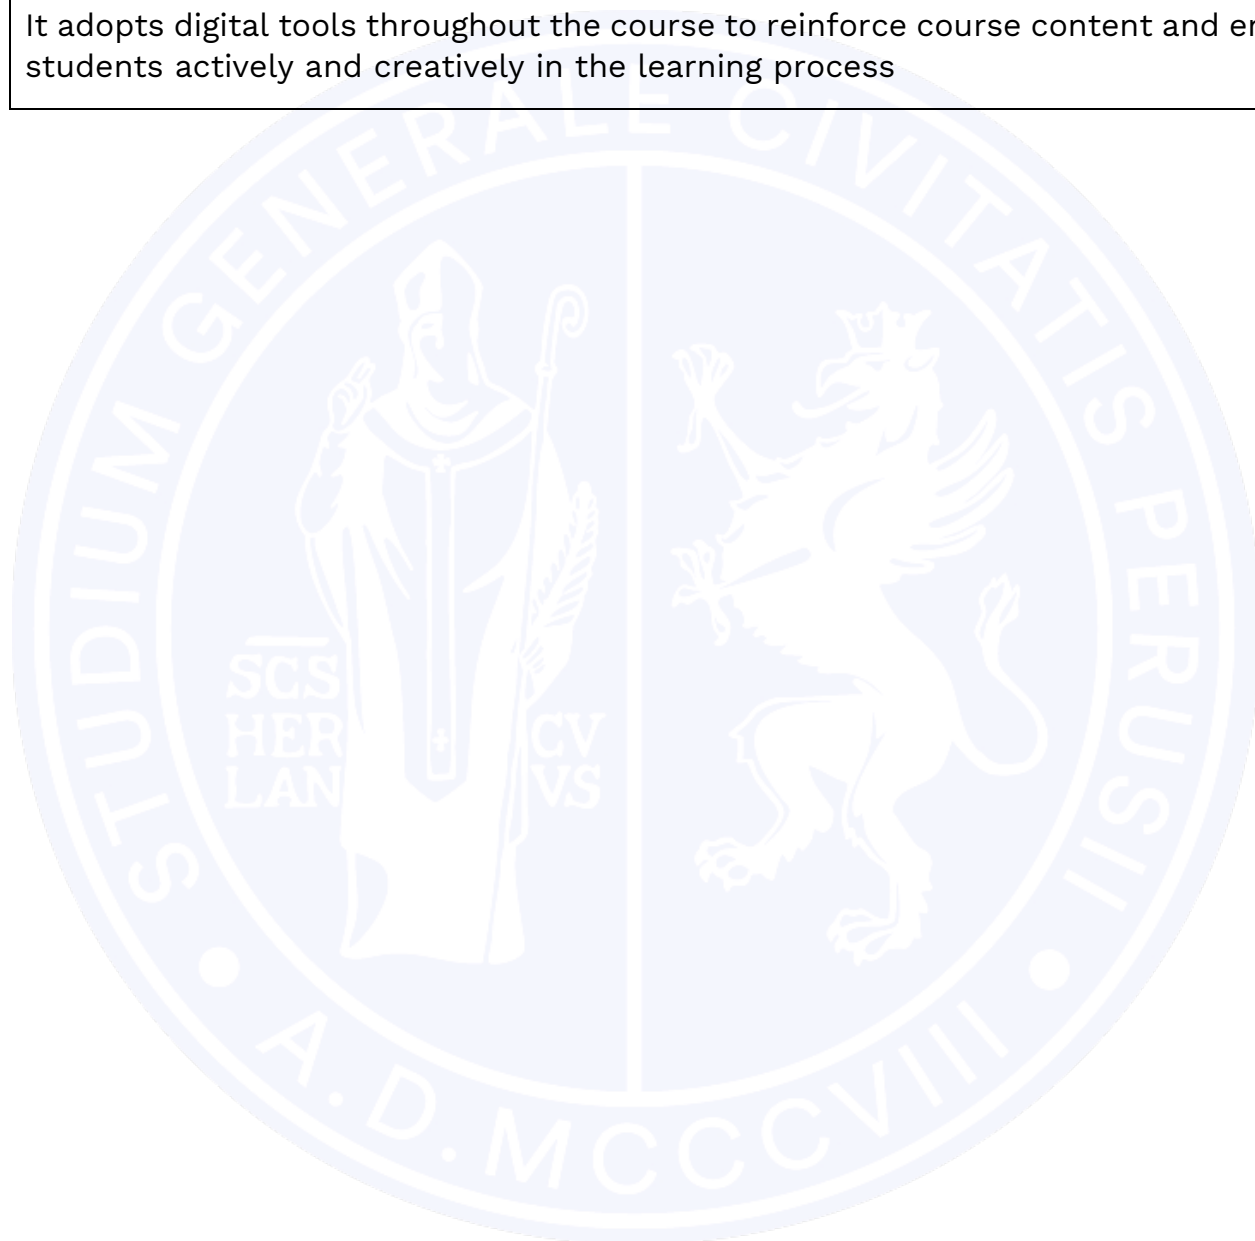 It adopts digital tools throughout the course to reinforce course content and
students actively and creatively in the learning process
STUDIUM GENERALE CIVITATIS PERUSII
SCS
HER
LAN
CV
VS
A.D.MCCCVIII